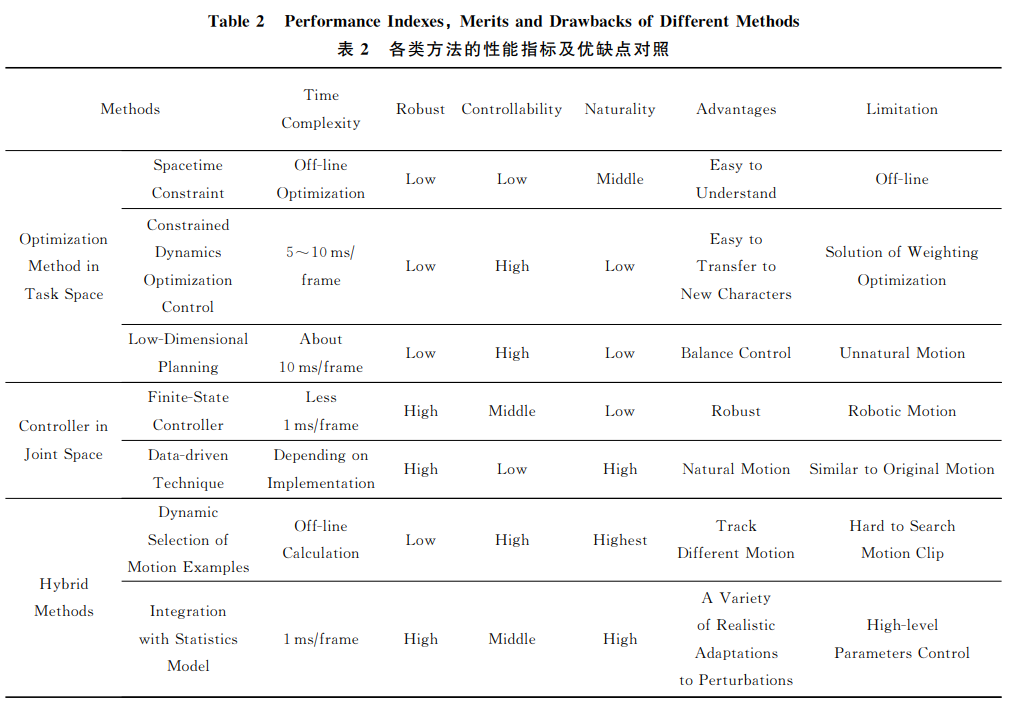 Table 2 Performance Indexes, Merits and Drawbacks of Different Methods
表 2 各类方法的性能指标及优缺点对照
Methods
Time
Complexity
Robust
Controllability
Naturality
Advantages
Limitation
Optimization
Method in
Task Space
Spacetime
Constraint
Off-line
Optimization
Low
Low
Middle
Easy to
Understand
Off-line
Constrained
Dynamics
Optimization
Control
5～10 ms/
frame
Low
High
Low
Easy to
Transfer to
New Characters
Solution of Weighting
Optimization
Low-Dimensional
Planning
About
10 ms/frame
Low
High
Low
Balance Control
Unnatural Motion
Controller in
Joint Space
Finite-State
Controller
Less
1 ms/frame
High
Middle
Low
Robust
Robotic Motion
Data-driven
Technique
Depending on
Implementation
High
Low
High
Natural Motion
Similar to Original Motion
Hybrid
Methods
Dynamic
Selection of
Motion Examples
Off-line
Calculation
Low
High
Highest
Track
Different Motion
Hard to Search
Motion Clip
Integration
with Statistics
Model
1 ms/frame
High
Middle
High
A Variety
of Realistic
Adaptations
to Perturbations
High-level
Parameters Control